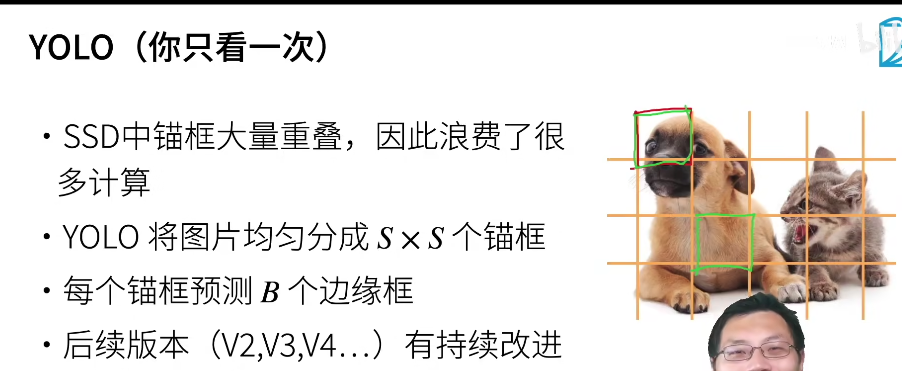 YOLO（你只看一次）
• SSD中锚框大量重叠，因此浪费了很
多计算
• YOLO 将图片均匀分成 S × S 个锚框
• 每个锚框预测 B 个边缘框
• 后续版本（V2,V3,V4…）有持续改进